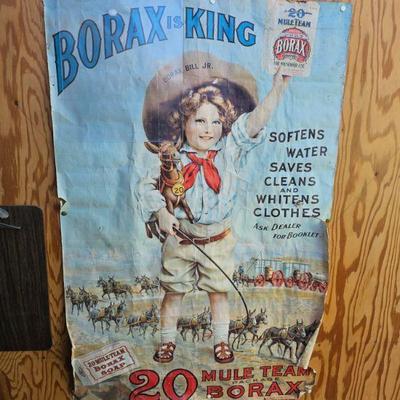 BORAX IS KING
20
MULE TEAM
BORAX
BORAX BILL JR.
20
SOFTENS
WATER
SAVES
CLEANS
AND
WHITENS
CLOTHES
ASK DEALER
FOR BOOKLET.
20 MULE TEAM
BORAX
SOAP
20 MULE TEAM
PACKAGE
BORAX